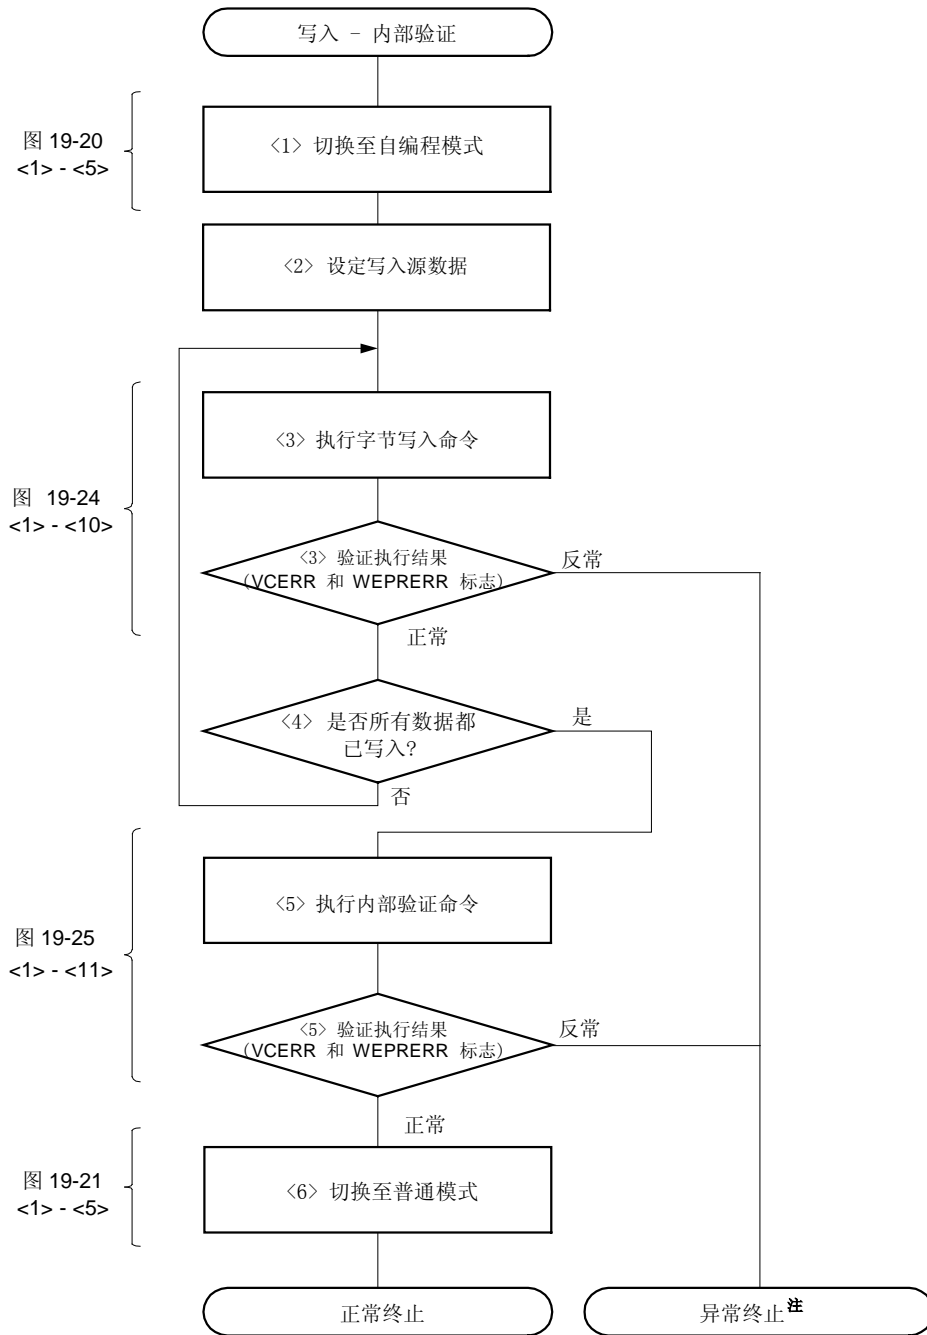 写入 - 内部验证
图 19-20
<1> - <5>
<1> 切换至自编程模式
<2> 设定写入源数据
图 19-24
<1> - <10>
<3> 执行字节写入命令
<3> 验证执行结果
(VCERR 和 WEPRERR 标志)
反常
正常
<4> 是否所有数据都
已写入?
是
否
图 19-25
<1> - <11>
<5> 执行内部验证命令
<5> 验证执行结果
(VCERR 和 WEPRERR 标志)
反常
正常
图 19-21
<1> - <5>
<6> 切换至普通模式
正常终止
异常终止注